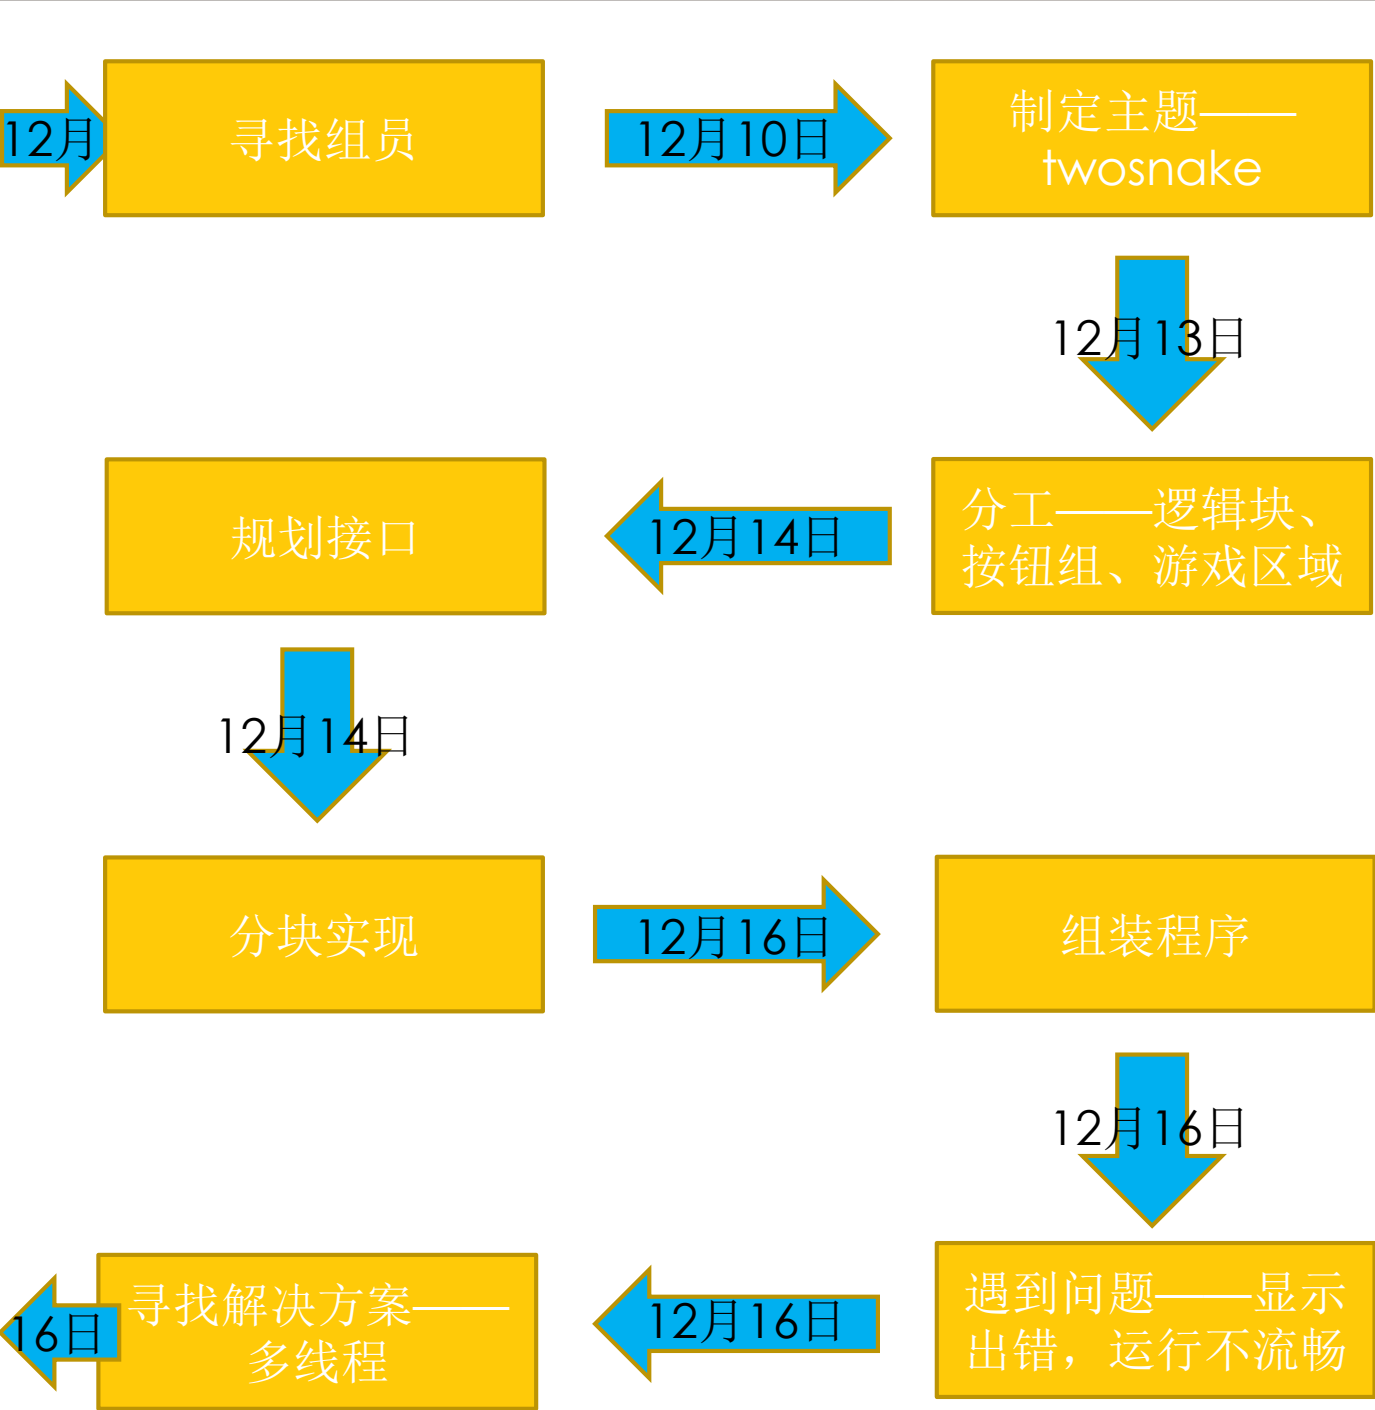 12月
寻找组员
12月10日
制定主题——
twosnake
12月13日
分工——逻辑块、
按钮组、游戏区域
12月14日
规划接口
12月14日
分块实现
12月16日
组装程序
12月16日
遇到问题——显示
出错，运行不流畅
12月16日
寻找解决方案——
多线程
16日